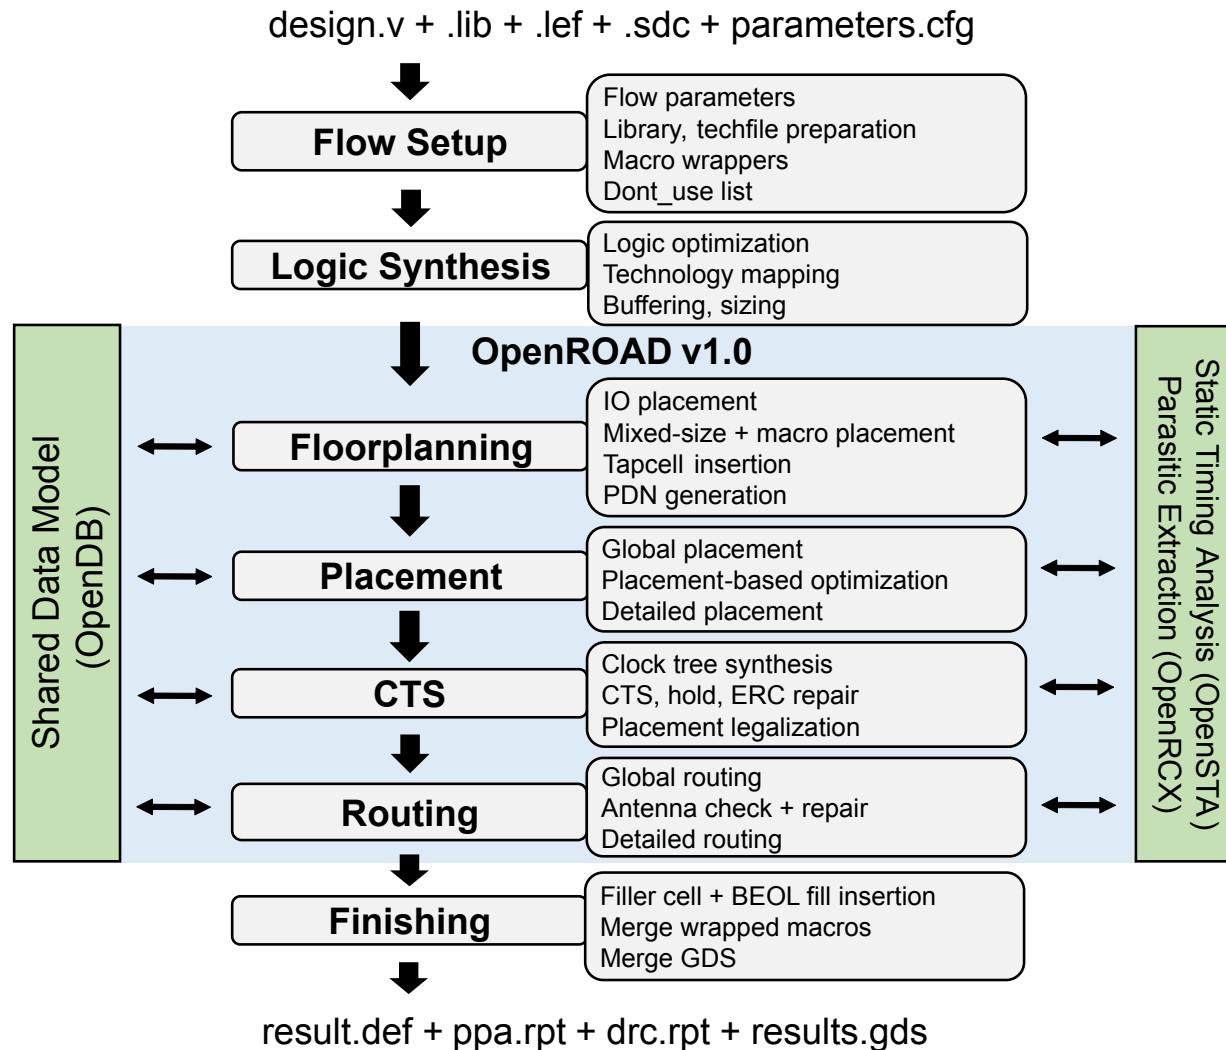 design.v + .lib + .lef + .sdc + parameters.cfg
Flow Setup
Flow parameters
Library, techfile preparation
Macro wrappers
Dont_use list
Logic Synthesis
Logic optimization
Technology mapping
Buffering, sizing
OpenROAD v1.0
Shared Data Model
(OpenDB)
Floorplanning
IO placement
Mixed-size + macro placement
Tapcell insertion
PDN generation
Placement
Global placement
Placement-based optimization
Detailed placement
CTS
Clock tree synthesis
CTS, hold, ERC repair
Placement legalization
Routing
Global routing
Antenna check + repair
Detailed routing
Static Timing Analysis (OpenSTA)
Parasitic Extraction (OpenRCX)
Finishing
Filler cell + BEOL fill insertion
Merge wrapped macros
Merge GDS
result.def + ppa.rpt + drc.rpt + results.gds